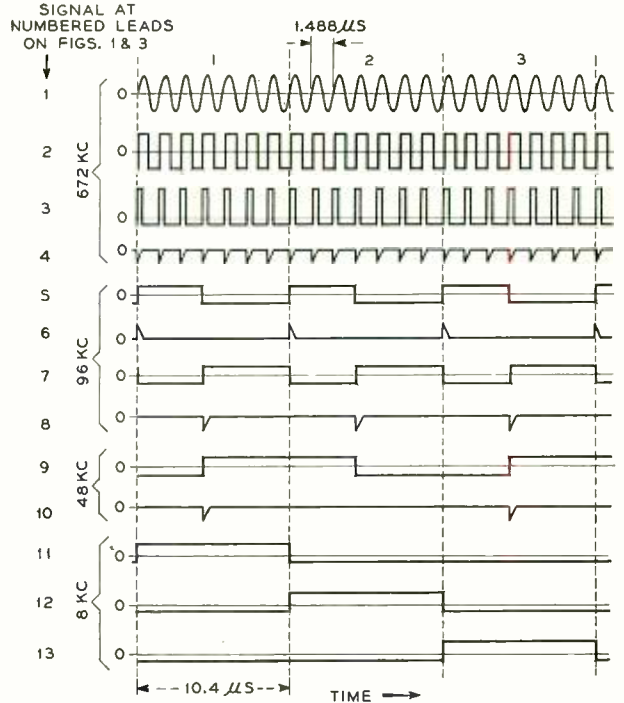 SIGNAL AT
NUMBERED LEADS
ON FIGS. 1 & 3
1.488 μS
1 2 3
1 0
2 0
3 0
4 0
672 KC
5 0
6 0
7 0
8 0
96 KC
9 0
10 0
48 KC
11 0
12 0
13 0
8 KC
10.4 μS
TIME